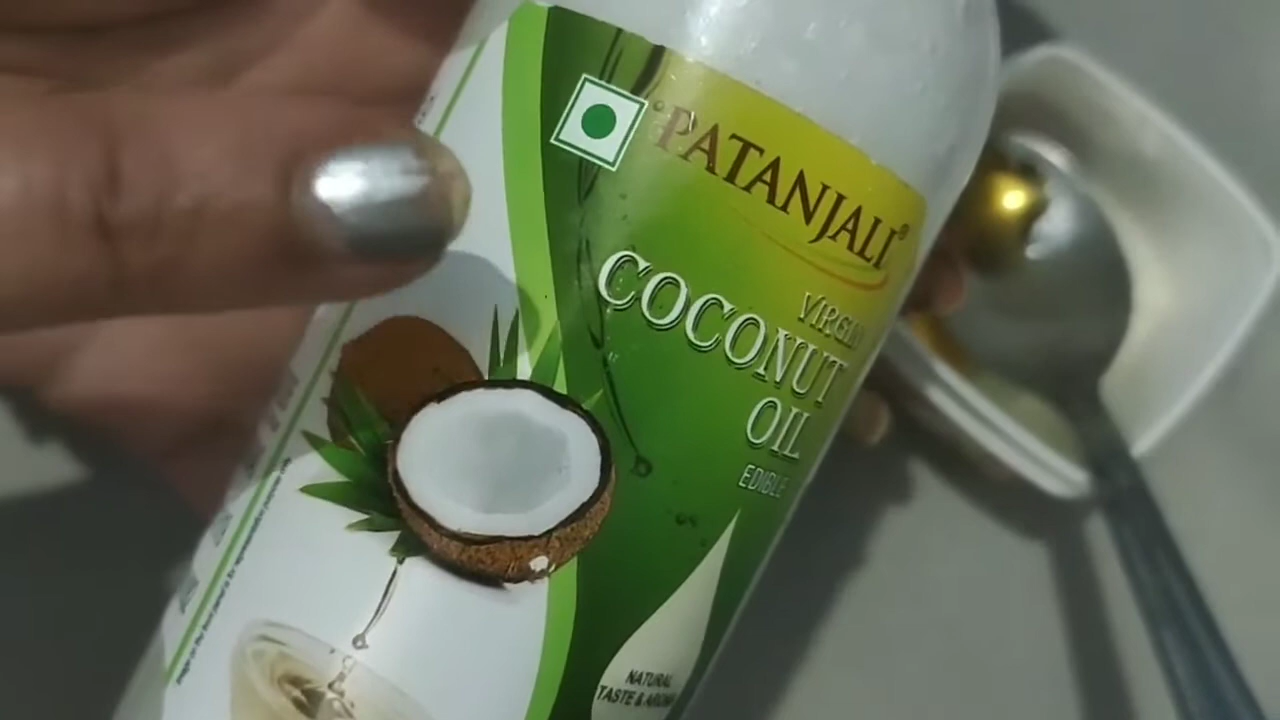 PATANJALI®
VIRGIN
COCONUT
OIL
EDIBLE
NATURAL
TASTE & AROMA